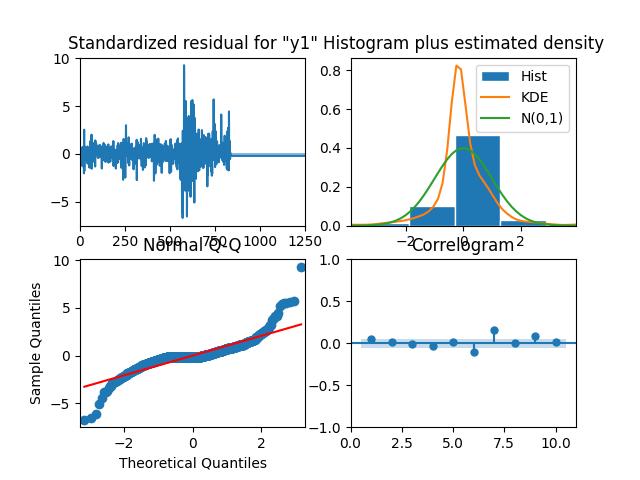 Standardized residual for "y1"
10
5
0
−5
0 250 500 750 1000 1250
Histogram plus estimated density
0.8
0.6
0.4
0.2
0.0
−2 0 2
Hist
KDE
N(0,1)
Normal Q-Q
Sample Quantiles
10
5
0
−5
−2 0 2
Theoretical Quantiles
Correlogram
1.0
0.5
0.0
−0.5
−1.0
0.0 2.5 5.0 7.5 10.0